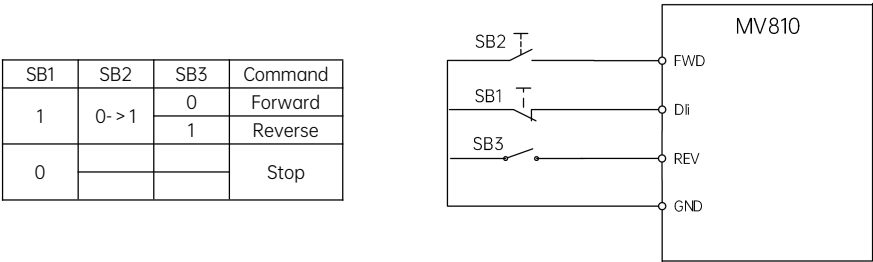 SB1 SB2 SB3 Command
1 0->1 0 Forward
1 Reverse
0 Stop
MV810
SB2 FWD
SB1 DIi
SB3 REV
GND